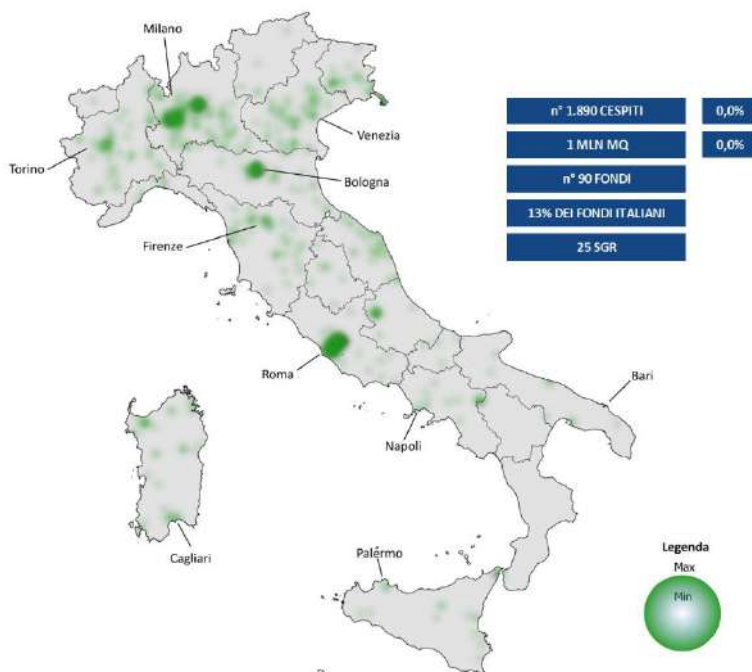 Milano
n° 1.890 CESPITI 0,0%
Venezia
1 MLN MQ 0,0%
Torino
Bologna
n° 90 FONDI
13% DEI FONDI ITALIANI
Firenze
25 SGR
Roma
Bari
Napoli
Cagliari
Palermo
Legenda
Max
Min